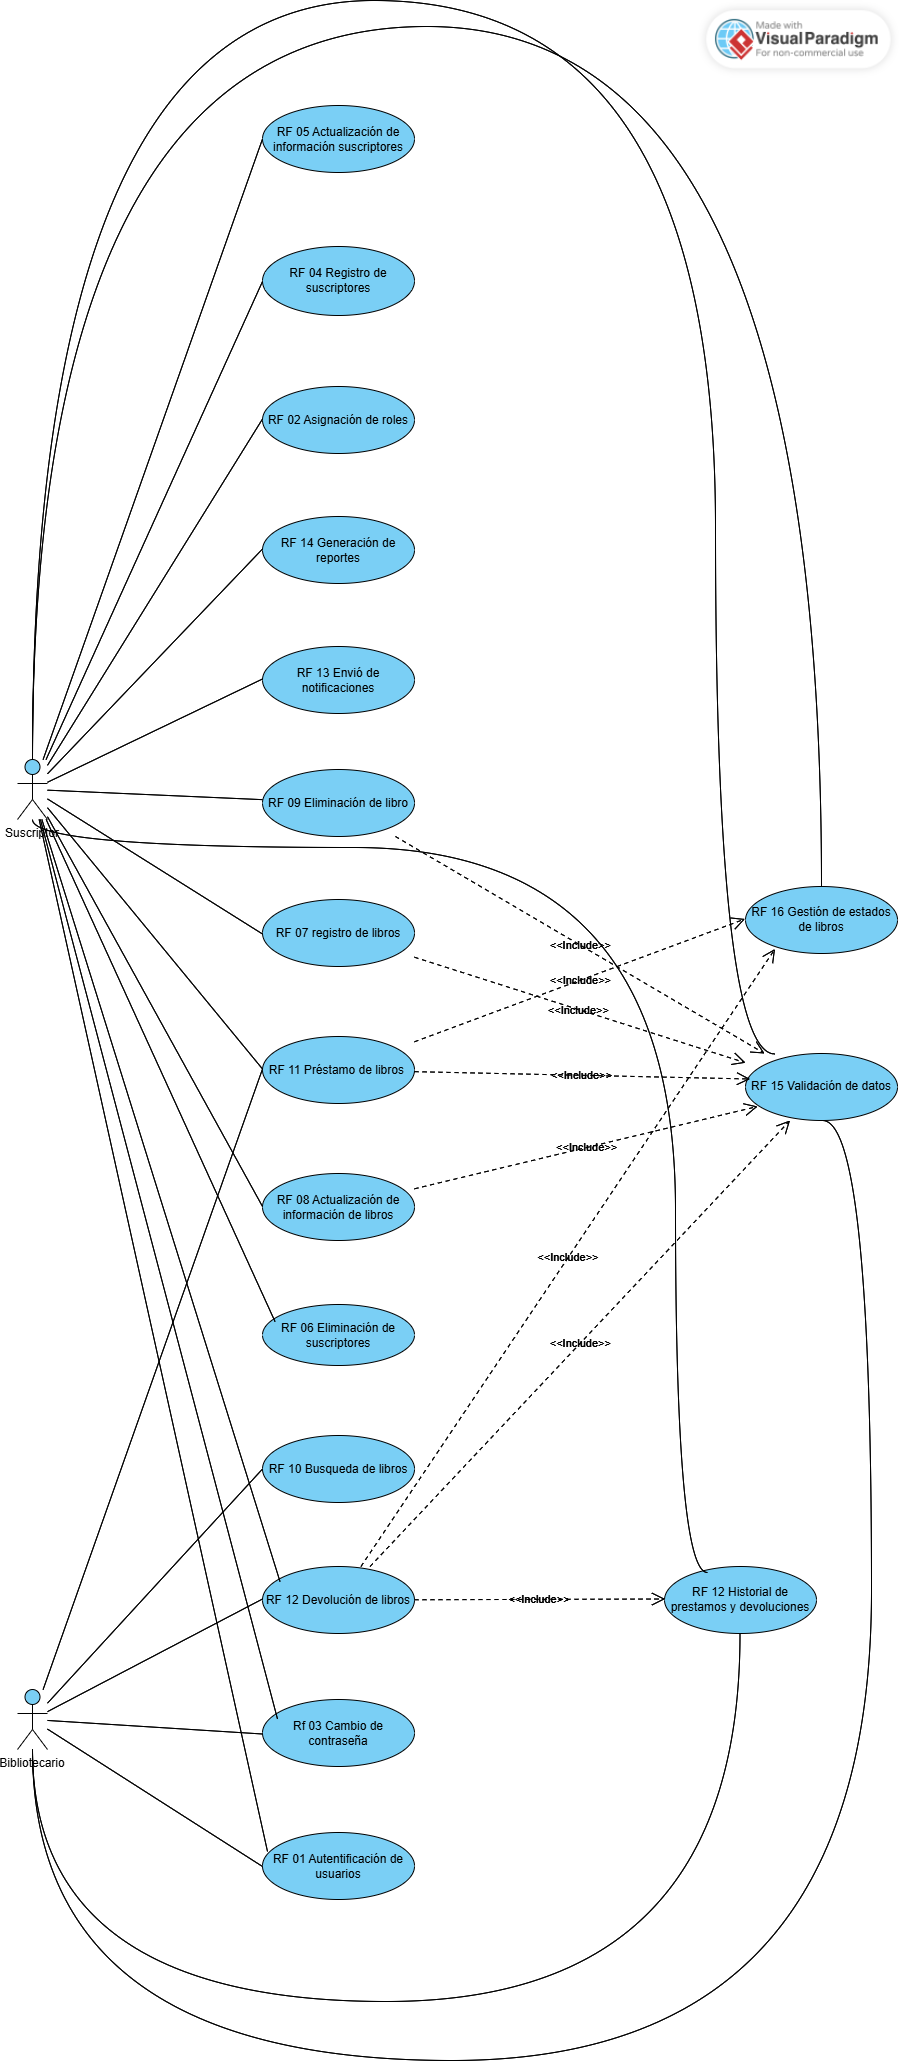 Made with
VisualParadigm
For non-commercial use
RF 05 Actualización de
información suscriptores
RF 04 Registro de
suscriptores
RF 02 Asignación de roles
RF 14 Generación de
reportes
RF 13 Envió de
notificaciones
Suscriptor
RF 09 Eliminación de libro
RF 07 registro de libros
RF 16 Gestión de estados
de libros
<<Include>>
<<Include>>
<<Include>>
RF 11 Préstamo de libros
<<Include>>
RF 15 Validación de datos
<<Include>>
RF 08 Actualización de
información de libros
<<Include>>
RF 06 Eliminación de
suscriptores
<<Include>>
RF 10 Busqueda de libros
RF 12 Devolución de libros
<<Include>>
RF 12 Historial de
prestamos y devoluciones
Bibliotecario
Rf 03 Cambio de
contraseña
RF 01 Autentificación de
usuarios